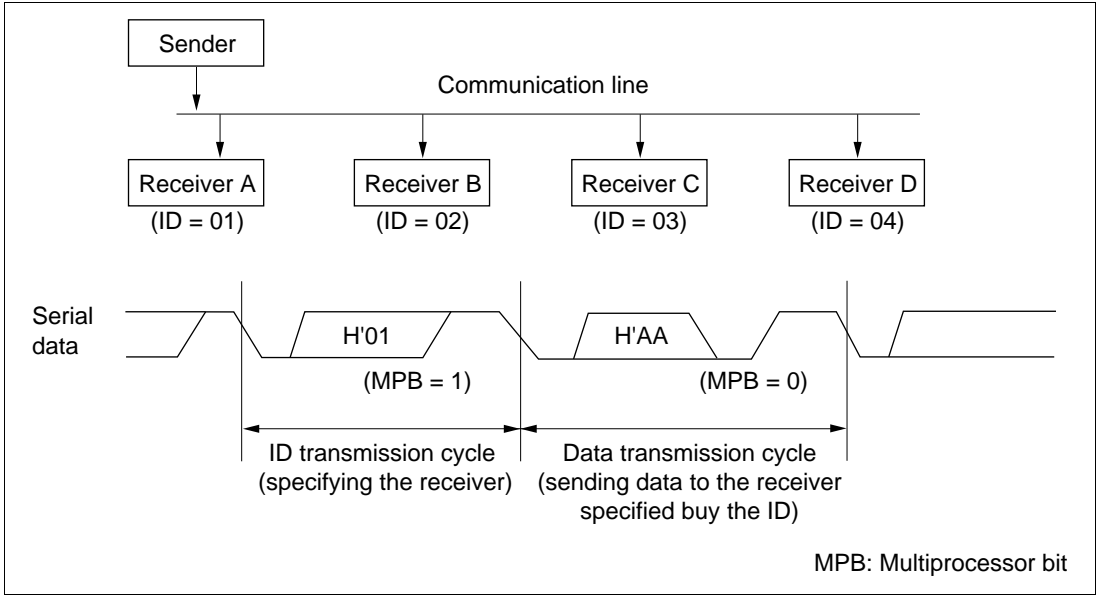 Sender
Communication line
Receiver A Receiver B Receiver C Receiver D
(ID = 01) (ID = 02) (ID = 03) (ID = 04)
Serial
data
H'01 H'AA
(MPB = 1) (MPB = 0)
ID transmission cycle
(specifying the receiver)
Data transmission cycle
(sending data to the receiver
specified buy the ID)
MPB: Multiprocessor bit